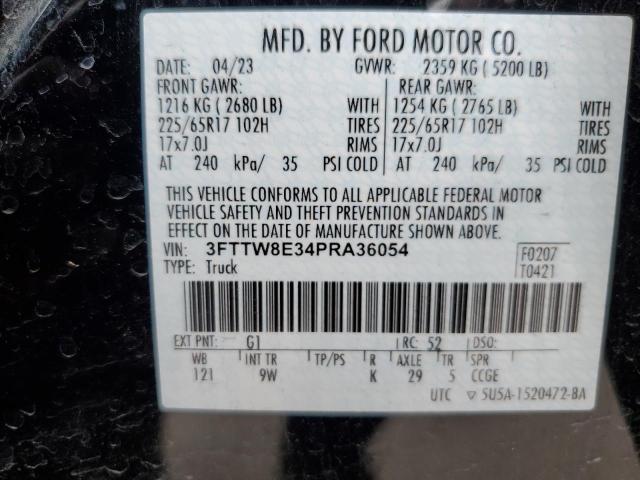 MFD. BY FORD MOTOR CO.
DATE: 04/23 GVWR: 2359 KG ( 5200 LB)
FRONT GAWR: REAR GAWR:
1216 KG ( 2680 LB) WITH 1254 KG ( 2765 LB) WITH
225/65R17 102H TIRES 225/65R17 102H TIRES
17x7.0J RIMS 17x7.0J RIMS
AT 240 kPa/ 35 PSI COLD AT 240 kPa/ 35 PSI COLD
THIS VEHICLE CONFORMS TO ALL APPLICABLE FEDERAL MOTOR
VEHICLE SAFETY AND THEFT PREVENTION STANDARDS IN
EFFECT ON THE DATE OF MANUFACTURE SHOWN ABOVE.
VIN: 3FTTW8E34PRA36054 F0207
TYPE: Truck T0421
EXT PNT: G1 RC: 52 DSO:
WB INT TR TP/PS R AXLE TR SPR
121 9W K 29 5 CCGE
UTC ▽ 5U5A-1520472-BA